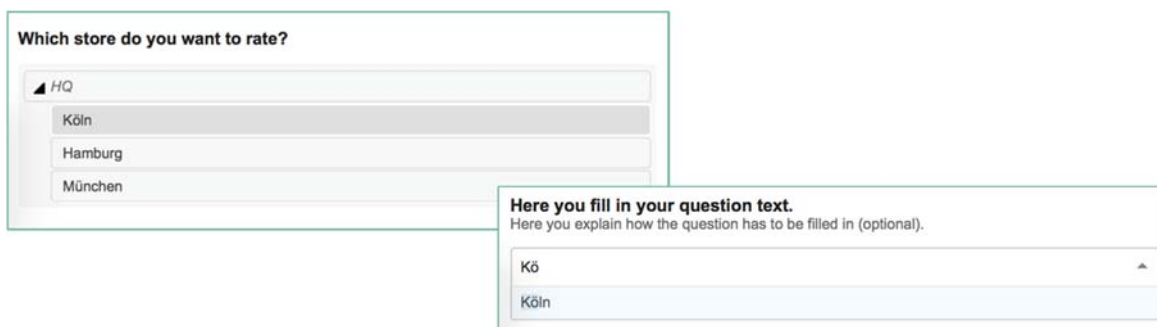 Which store do you want to rate?
HQ
Köln
Hamburg
München
Here you fill in your question text.
Here you explain how the question has to be filled in (optional).
Kö
Köln